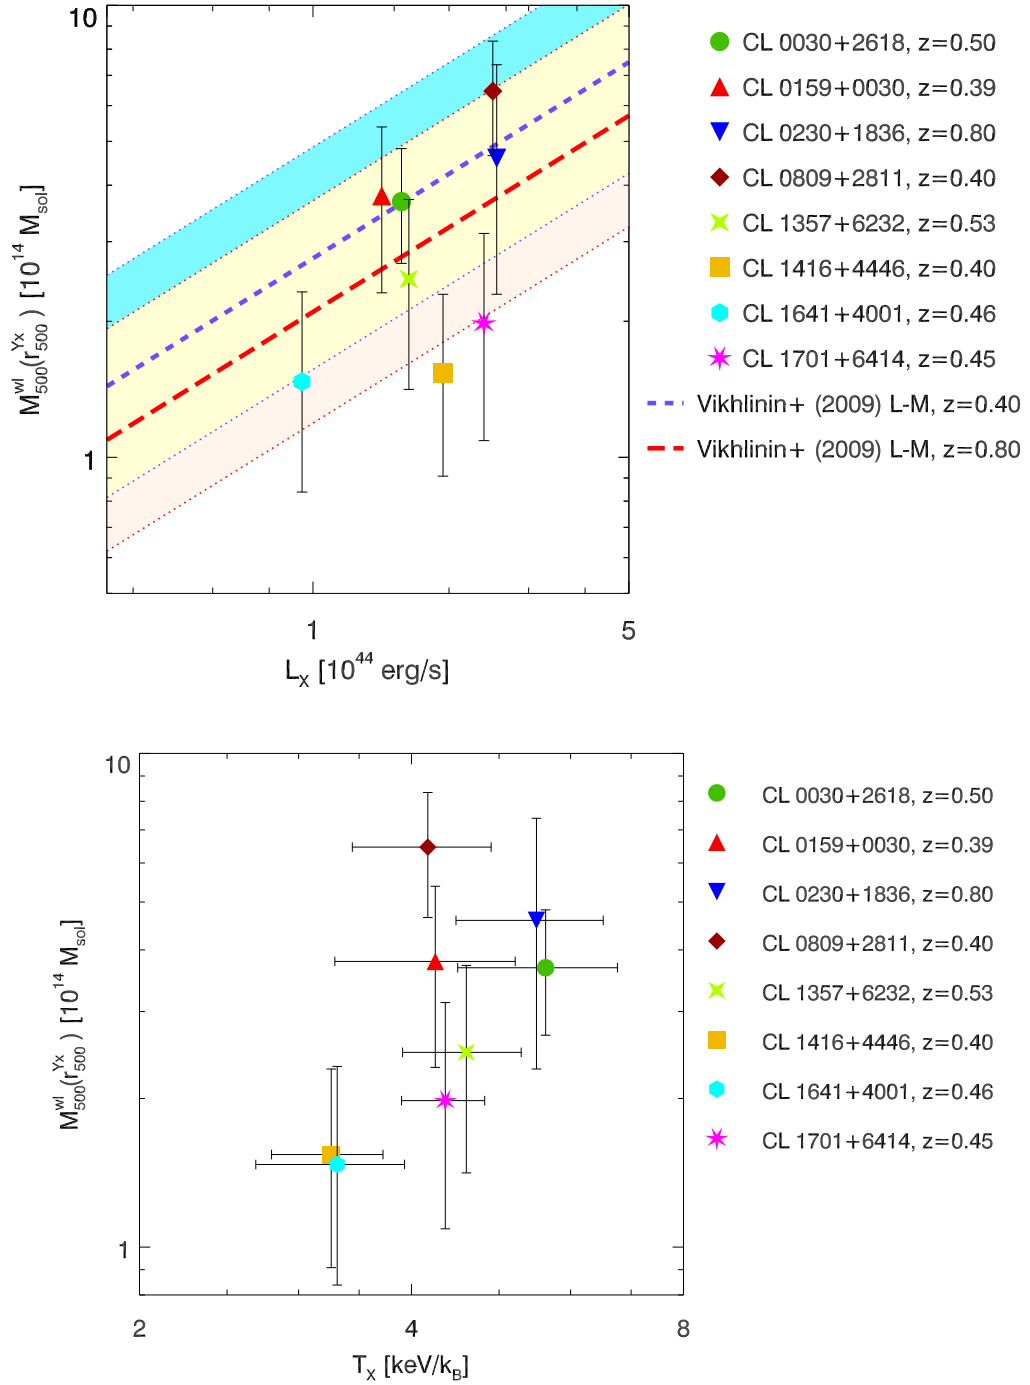 10
1
1
5
M^wl_500(r^Yx_500) [10^14 M_sol]
L_X [10^44 erg/s]
CL 0030+2618, z=0.50
CL 0159+0030, z=0.39
CL 0230+1836, z=0.80
CL 0809+2811, z=0.40
CL 1357+6232, z=0.53
CL 1416+4446, z=0.40
CL 1641+4001, z=0.46
CL 1701+6414, z=0.45
Vikhlinin+ (2009) L-M, z=0.40
Vikhlinin+ (2009) L-M, z=0.80
10
1
2
4
8
M^wl_500(r^Yx_500) [10^14 M_sol]
T_X [keV/k_B]
CL 0030+2618, z=0.50
CL 0159+0030, z=0.39
CL 0230+1836, z=0.80
CL 0809+2811, z=0.40
CL 1357+6232, z=0.53
CL 1416+4446, z=0.40
CL 1641+4001, z=0.46
CL 1701+6414, z=0.45